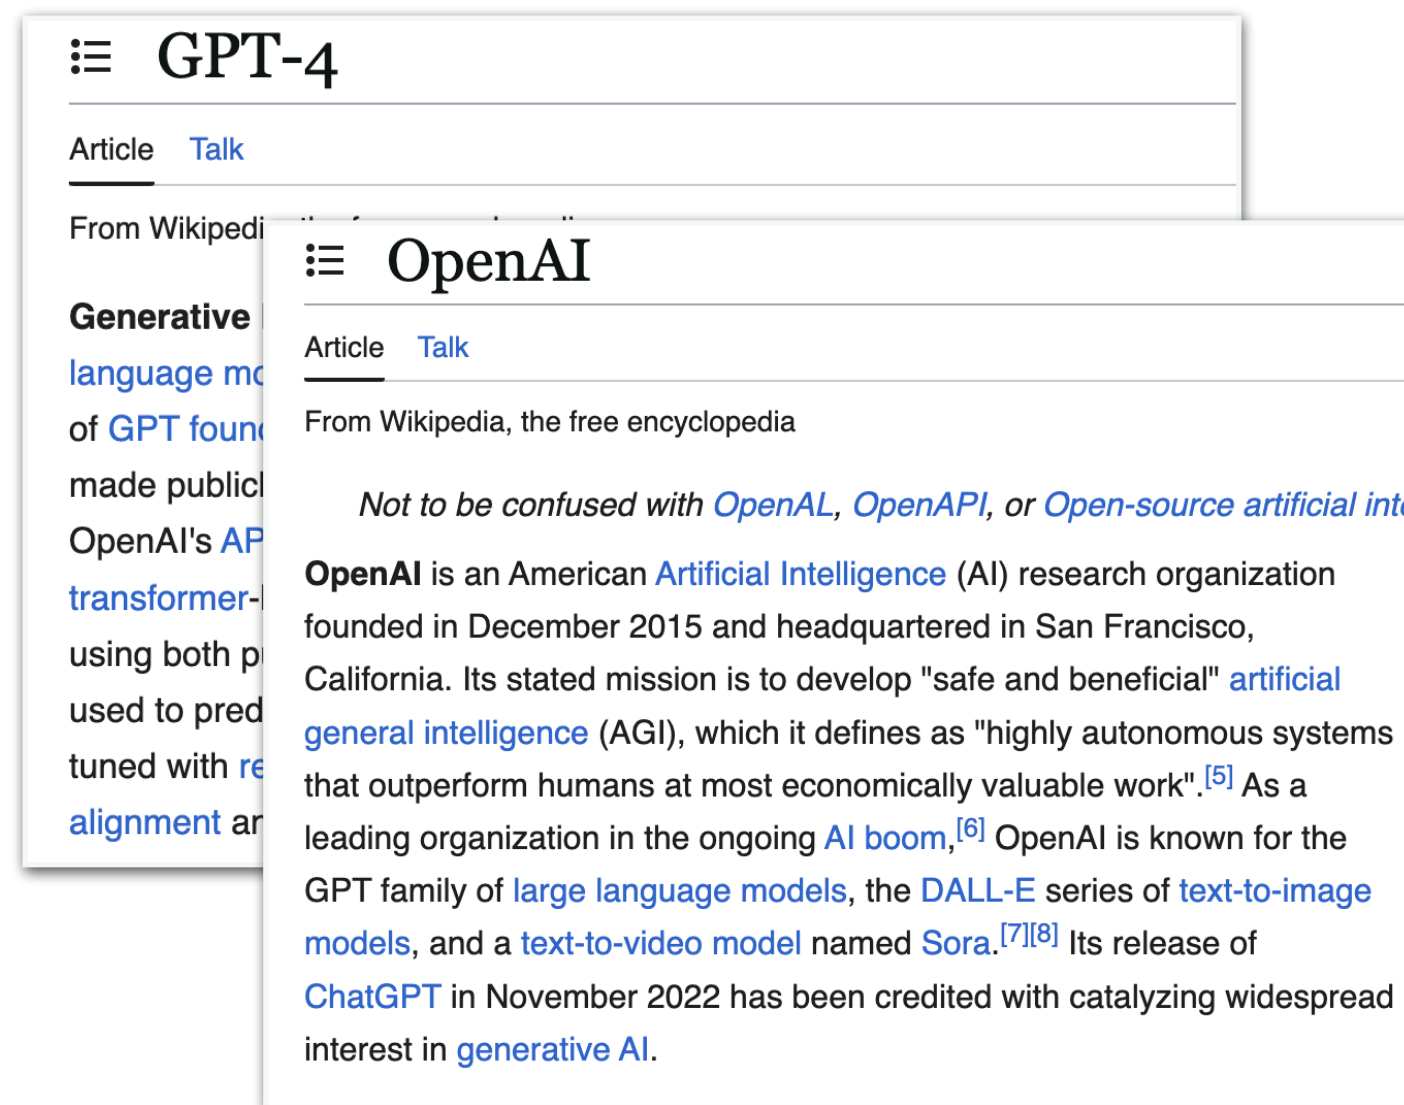 GPT-4
Article Talk
From Wikipedi
Generative
language mo
of GPT foun
made publicl
OpenAI's AP
transformer-
using both p
used to pred
tuned with re
alignment an
OpenAI
Article Talk
From Wikipedia, the free encyclopedia
Not to be confused with OpenAL, OpenAPI, or Open-source artificial int
OpenAI is an American Artificial Intelligence (AI) research organization
founded in December 2015 and headquartered in San Francisco,
California. Its stated mission is to develop "safe and beneficial" artificial
general intelligence (AGI), which it defines as "highly autonomous systems
that outperform humans at most economically valuable work".[5] As a
leading organization in the ongoing AI boom,[6] OpenAI is known for the
GPT family of large language models, the DALL-E series of text-to-image
models, and a text-to-video model named Sora.[7][8] Its release of
ChatGPT in November 2022 has been credited with catalyzing widespread
interest in generative AI.